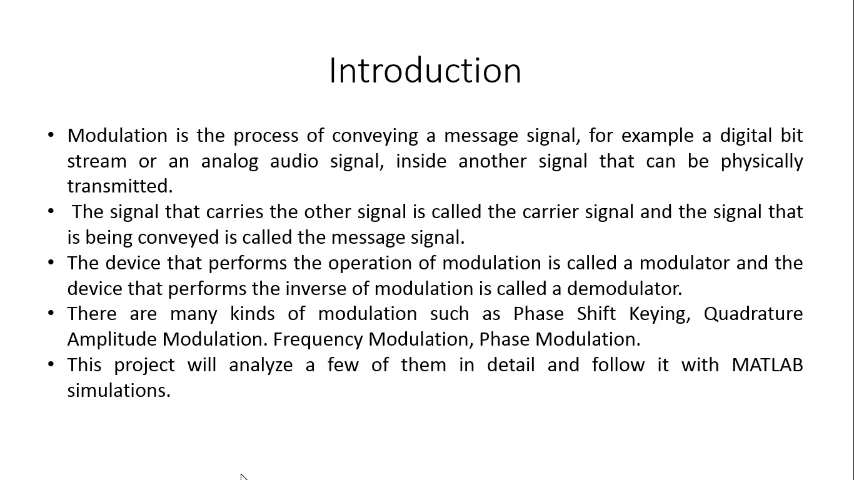 Introduction
• Modulation is the process of conveying a message signal, for example a digital bit
stream or an analog audio signal, inside another signal that can be physically
transmitted.
• The signal that carries the other signal is called the carrier signal and the signal that
is being conveyed is called the message signal.
• The device that performs the operation of modulation is called a modulator and the
device that performs the inverse of modulation is called a demodulator.
• There are many kinds of modulation such as Phase Shift Keying, Quadrature
Amplitude Modulation. Frequency Modulation, Phase Modulation.
• This project will analyze a few of them in detail and follow it with MATLAB
simulations.